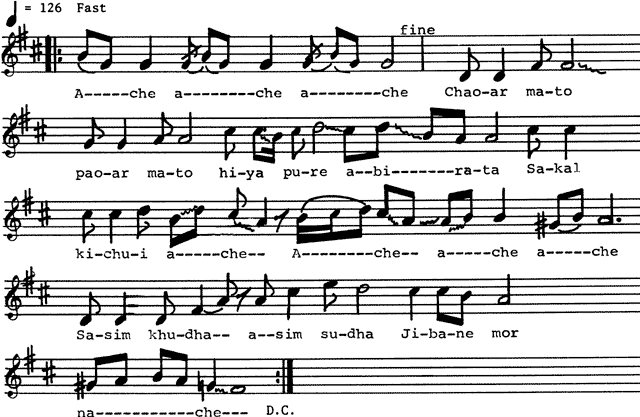 = 126 Fast
fine
A-----che a--------che a--------che Chao-ar ma-to
pao-ar ma-to hi-ya pu-re a--bi-------ra-ta Sa-kal
ki-chu-i a----che-- A--------che-- a----che a-----che
Sa-sim khu-dha-- a--sim su-dha Ji-ba-ne mor
na-----------che--- D.C.